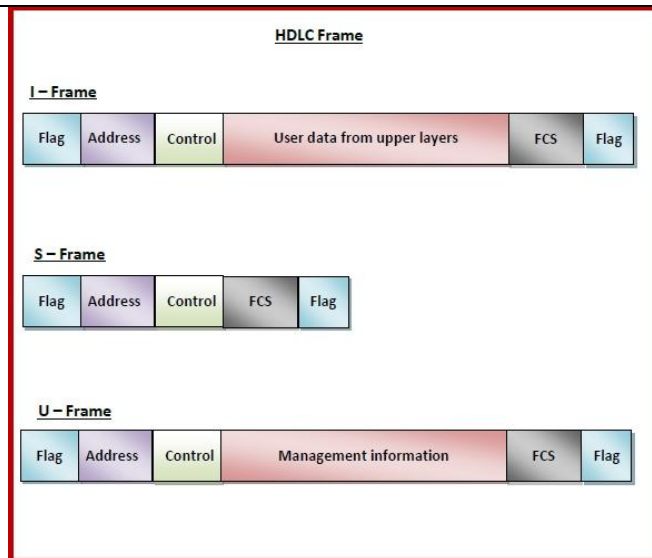 HDLC Frame
I – Frame
Flag Address Control User data from upper layers FCS Flag
S – Frame
Flag Address Control FCS Flag
U – Frame
Flag Address Control Management information FCS Flag